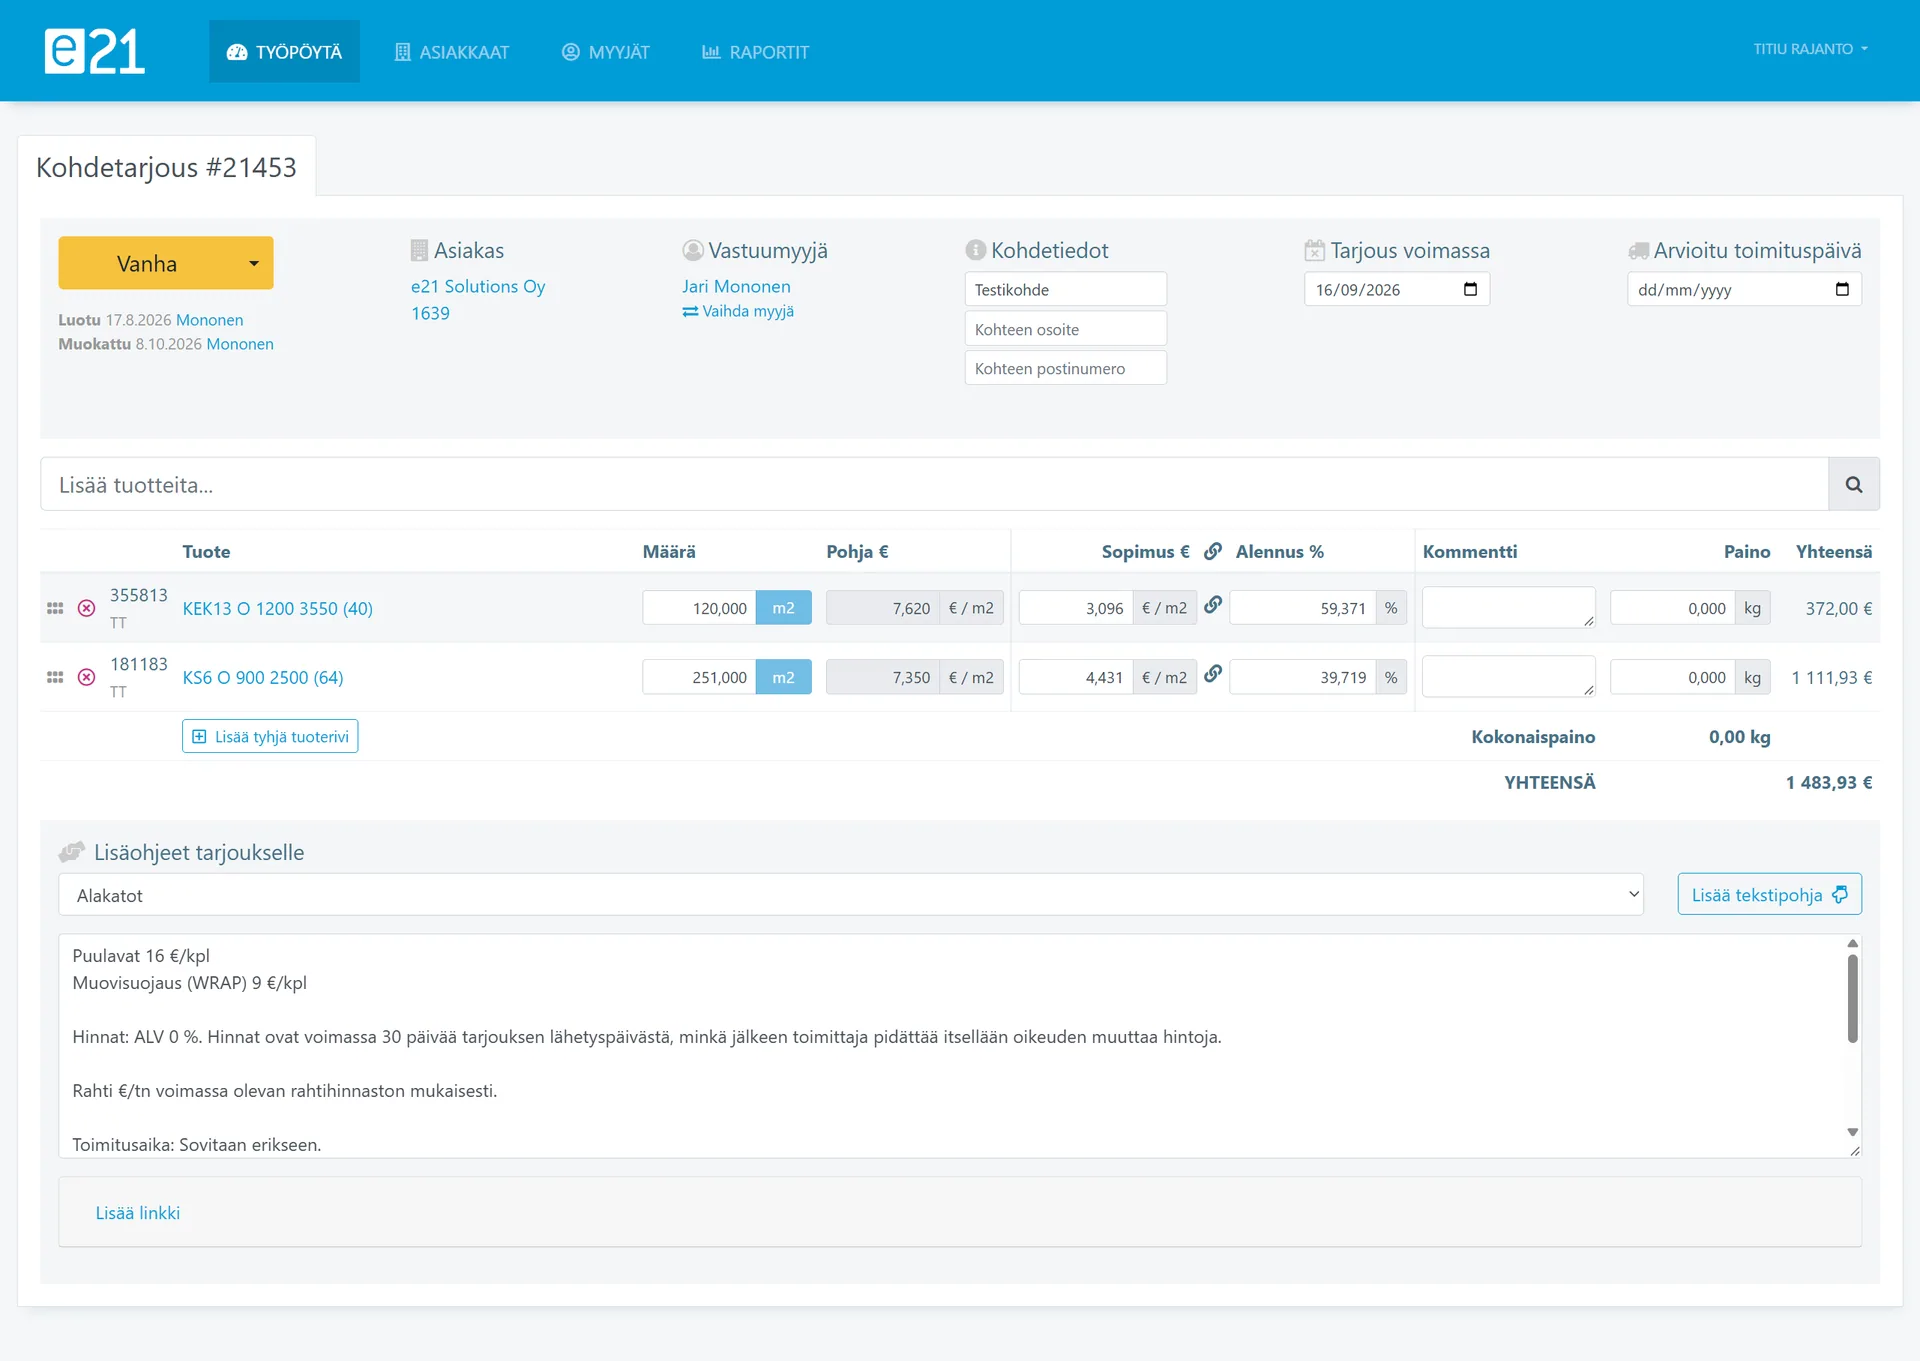 e21
TYÖPÖYTÄ
ASIAKKAAT
MYYJÄT
RAPORTIT
TITIU RAJANTO
Kohdetarjous #21453
Vanha
Luotu 17.8.2026 Mononen
Muokattu 8.10.2026 Mononen
Asiakas
e21 Solutions Oy
1639
Vastuumyyjä
Jari Mononen
Vaihda myyjä
Kohdetiedot
Testikohde
Kohteen osoite
Kohteen postinumero
Tarjous voimassa
16/09/2026
Arvioitu toimituspäivä
dd/mm/yyyy
Lisää tuotteita...
Tuote Määrä Pohja € Sopimus € Alennus % Kommentti Paino Yhteensä
355813 TT KEK13 O 1200 3550 (40) 120,000 m2 7,620 € / m2 3,096 € / m2 59,371 % 0,000 kg 372,00 €
181183 TT KS6 O 900 2500 (64) 251,000 m2 7,350 € / m2 4,431 € / m2 39,719 % 0,000 kg 1 111,93 €
Lisää tyhjä tuoterivi
Kokonaispaino 0,00 kg
YHTEENSÄ 1 483,93 €
Lisäohjeet tarjoukselle
Alakatot
Lisää tekstipohja
Puulavat 16 €/kpl
Muovisuojaus (WRAP) 9 €/kpl
Hinnat: ALV 0 %. Hinnat ovat voimassa 30 päivää tarjouksen lähetyspäivästä, minkä jälkeen toimittaja pidättää itsellään oikeuden muuttaa hintoja.
Rahti €/tn voimassa olevan rahtihinnaston mukaisesti.
Toimitusaika: Sovitaan erikseen.
Lisää linkki